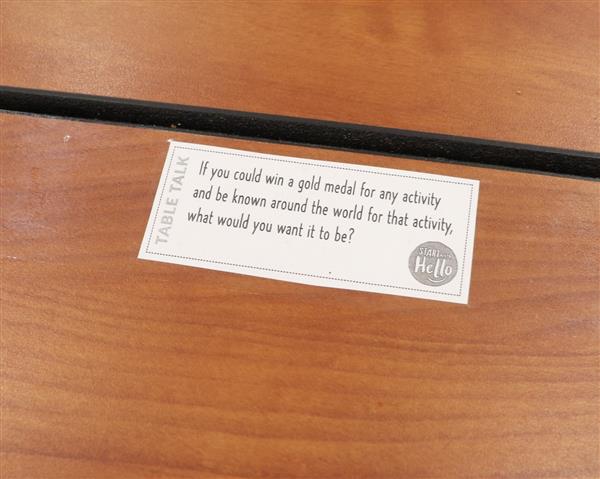 TABLE TALK
If you could win a gold medal for any activity
and be known around the world for that activity,
what would you want it to be?
START
Hello